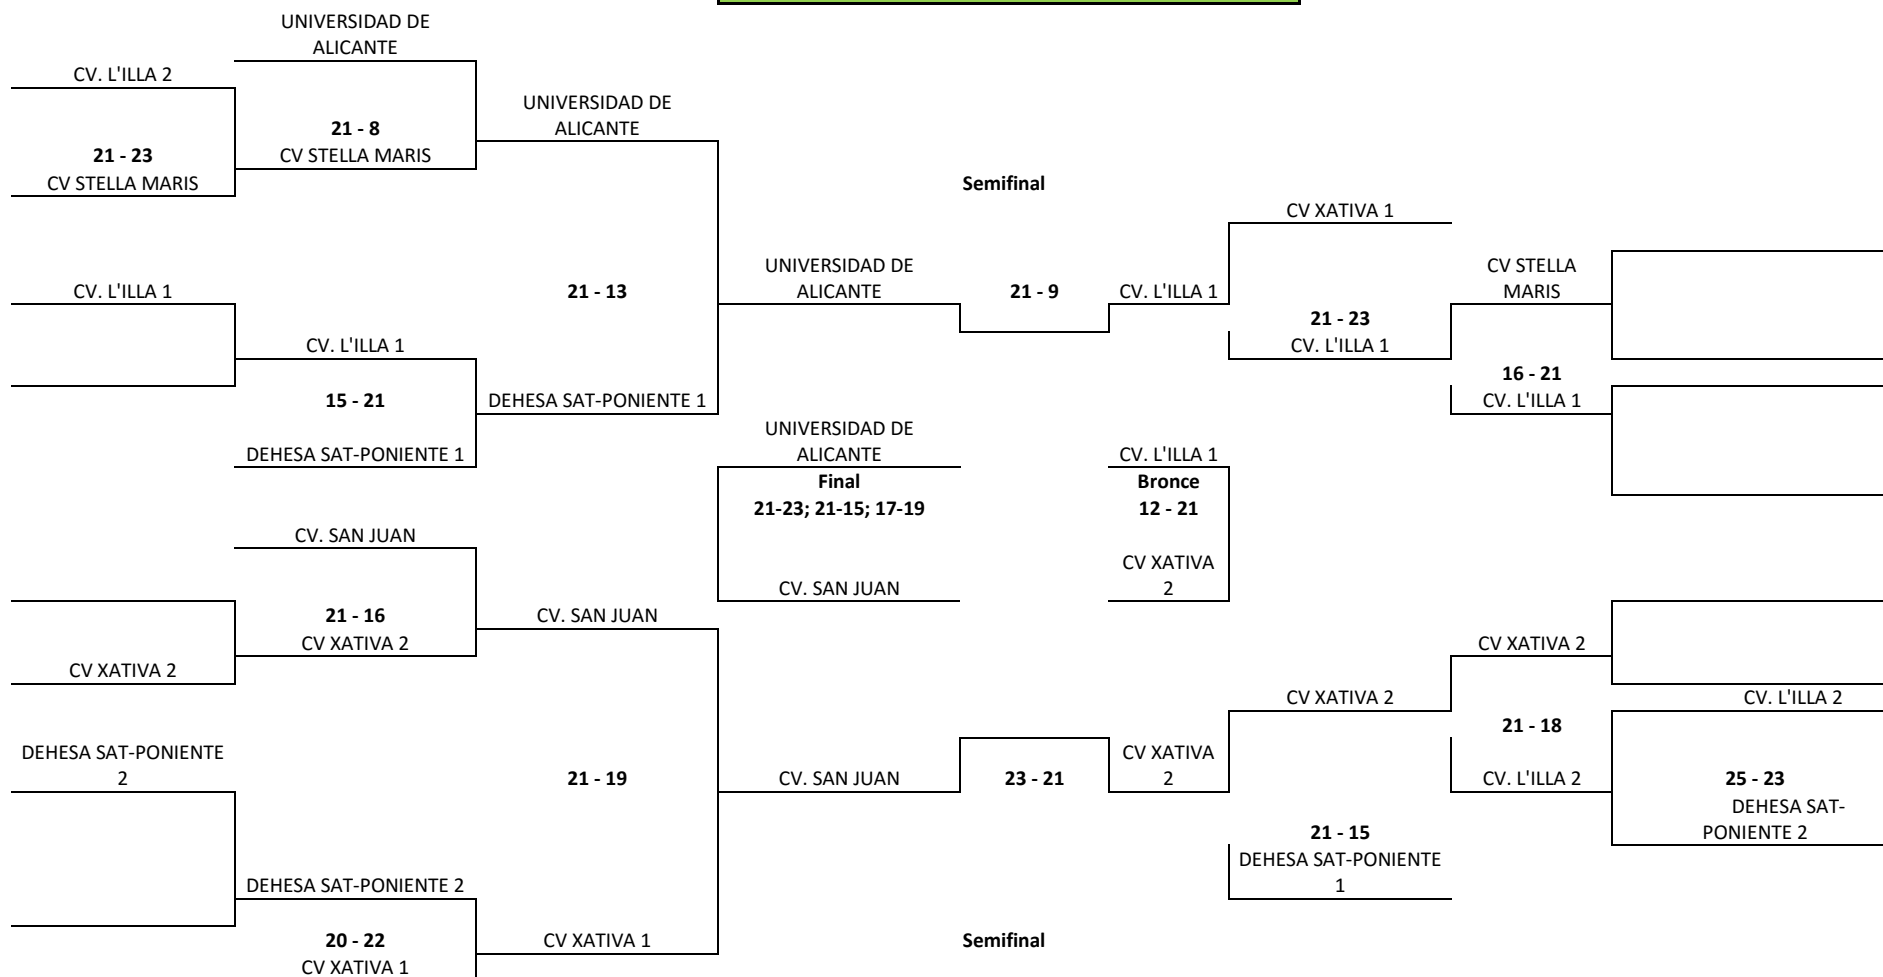 UNIVERSIDAD DE
ALICANTE
CV. L'ILLA 2
UNIVERSIDAD DE
ALICANTE
21 - 8
21 - 23
CV STELLA MARIS
CV STELLA MARIS
Semifinal
CV XATIVA 1
UNIVERSIDAD DE
ALICANTE
CV STELLA
MARIS
CV. L'ILLA 1
21 - 13
21 - 9
CV. L'ILLA 1
21 - 23
CV. L'ILLA 1
CV. L'ILLA 1
16 - 21
15 - 21
DEHESA SAT-PONIENTE 1
CV. L'ILLA 1
UNIVERSIDAD DE
ALICANTE
DEHESA SAT-PONIENTE 1
CV. L'ILLA 1
Final
Bronce
21-23; 21-15; 17-19
12 - 21
CV. SAN JUAN
CV XATIVA
2
CV. SAN JUAN
21 - 16
CV. SAN JUAN
CV XATIVA 2
CV XATIVA 2
CV XATIVA 2
CV XATIVA 2
CV. L'ILLA 2
21 - 18
DEHESA SAT-PONIENTE
2
21 - 19
CV. SAN JUAN
23 - 21
CV XATIVA
2
CV. L'ILLA 2
25 - 23
DEHESA SAT-
PONIENTE 2
21 - 15
DEHESA SAT-PONIENTE
1
DEHESA SAT-PONIENTE 2
20 - 22
CV XATIVA 1
Semifinal
CV XATIVA 1